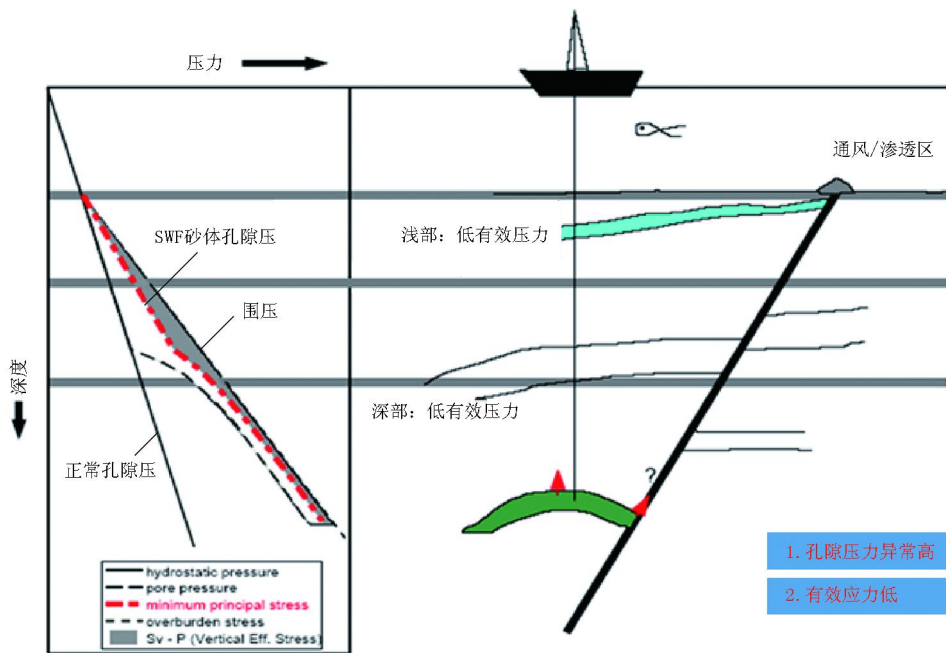 压力
通风/渗透区
SWF砂体孔隙压
浅部: 低有效压力
围压
深度
深部: 低有效压力
正常孔隙压
?
1. 孔隙压力异常高
2. 有效应力低
hydrostatic pressure
pore pressure
minimum principal stress
overburden stress
Sv - P (Vertical Eff. Stress)